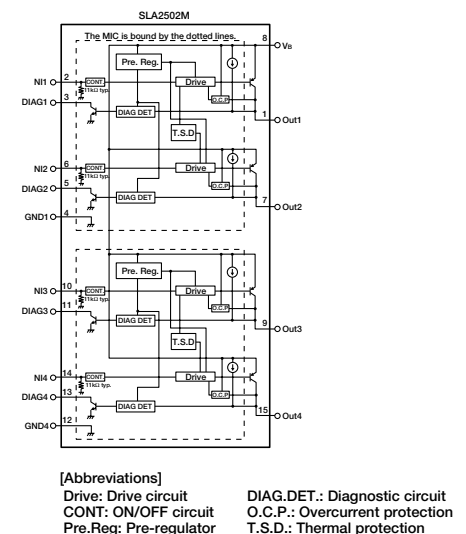 SLA2502M
The MIC is bound by the dotted lines.
8
VB
Pre. Reg.
NI1
2
CONT.
11kΩ typ.
Drive
O.C.P
DIAG1
3
DIAG DET
1
Out1
T.S.D
NI2
6
CONT.
11kΩ typ.
Drive
O.C.P
DIAG2
5
DIAG DET
7
Out2
GND1
4
Pre. Reg.
NI3
10
CONT.
11kΩ typ.
Drive
O.C.P
DIAG3
11
DIAG DET
9
Out3
T.S.D
NI4
14
CONT.
11kΩ typ.
Drive
O.C.P
DIAG4
13
DIAG DET
15
Out4
GND4
12
[Abbreviations]
Drive: Drive circuit
CONT: ON/OFF circuit
Pre.Reg: Pre-regulator
DIAG.DET.: Diagnostic circuit
O.C.P.: Overcurrent protection
T.S.D.: Thermal protection